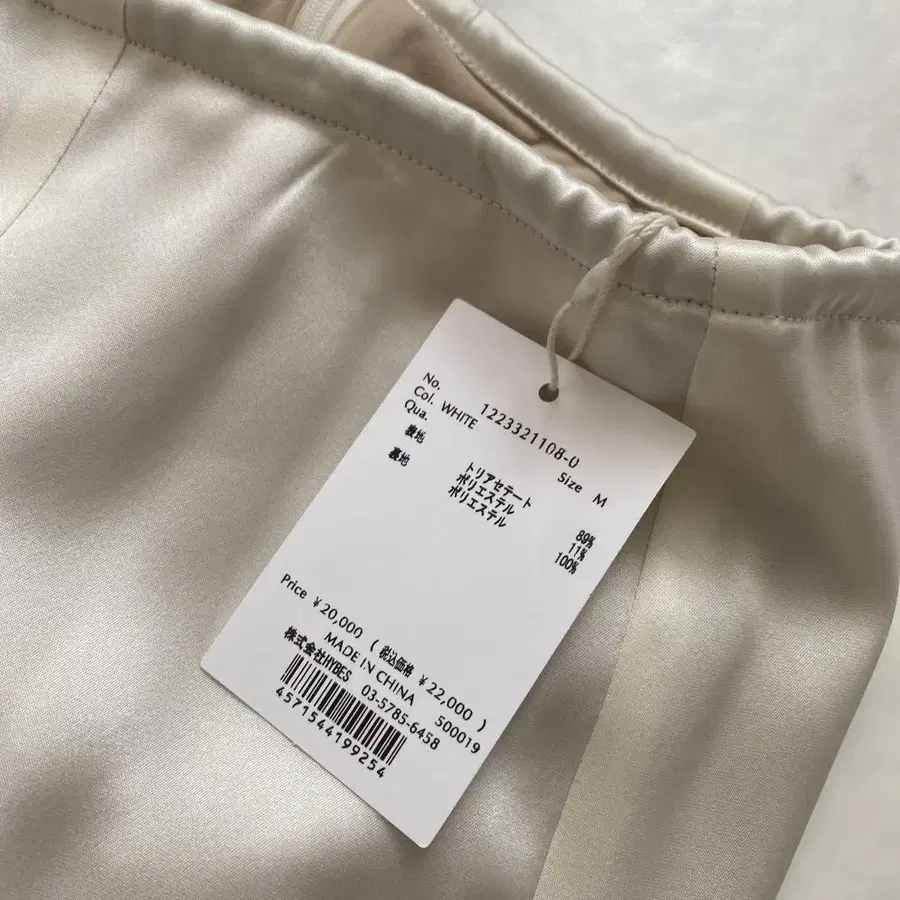 No. 1223321108-0
Col. WHITE Size M
Qua.
表地 トリアセテート 89%
ポリエステル 11%
裏地 ポリエステル 100%
Price ¥20,000 ( 税込価格 ¥22,000 )
MADE IN CHINA 500019
株式会社HYBES 03-5785-6458
4571544199254